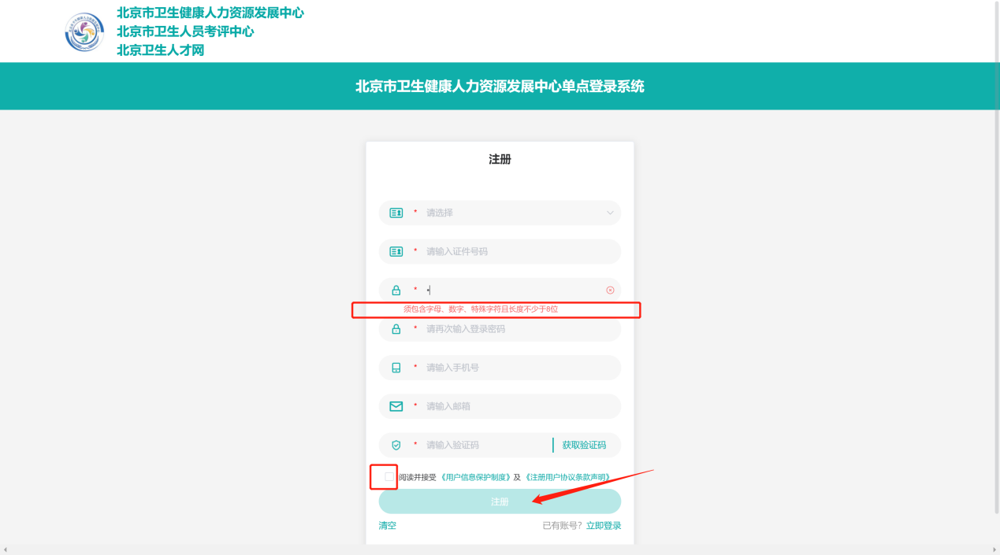 北京市卫生健康人力资源发展中心
北京市卫生人员考评中心
北京卫生人才网
北京市卫生健康人力资源发展中心单点登录系统
注册
* 请选择
* 请输入证件号码
* •
须包含字母、数字、特殊字符且长度不少于8位
* 请再次输入登录密码
* 请输入手机号
* 请输入邮箱
* 请输入验证码 获取验证码
阅读并接受《用户信息保护制度》及《注册用户协议条款声明》
注册
清空 已有账号？立即登录